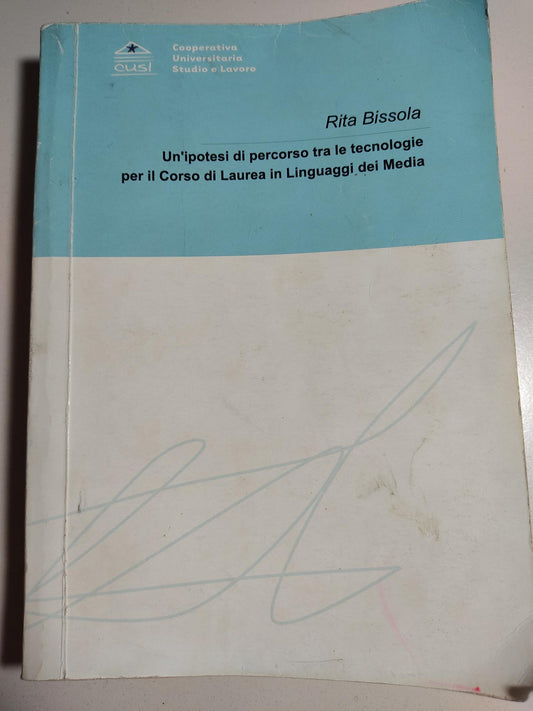 cusl
Cooperativa
Universitaria
Studio e Lavoro
Rita Bissola
Un'ipotesi di percorso tra le tecnologie
per il Corso di Laurea in Linguaggi dei Media